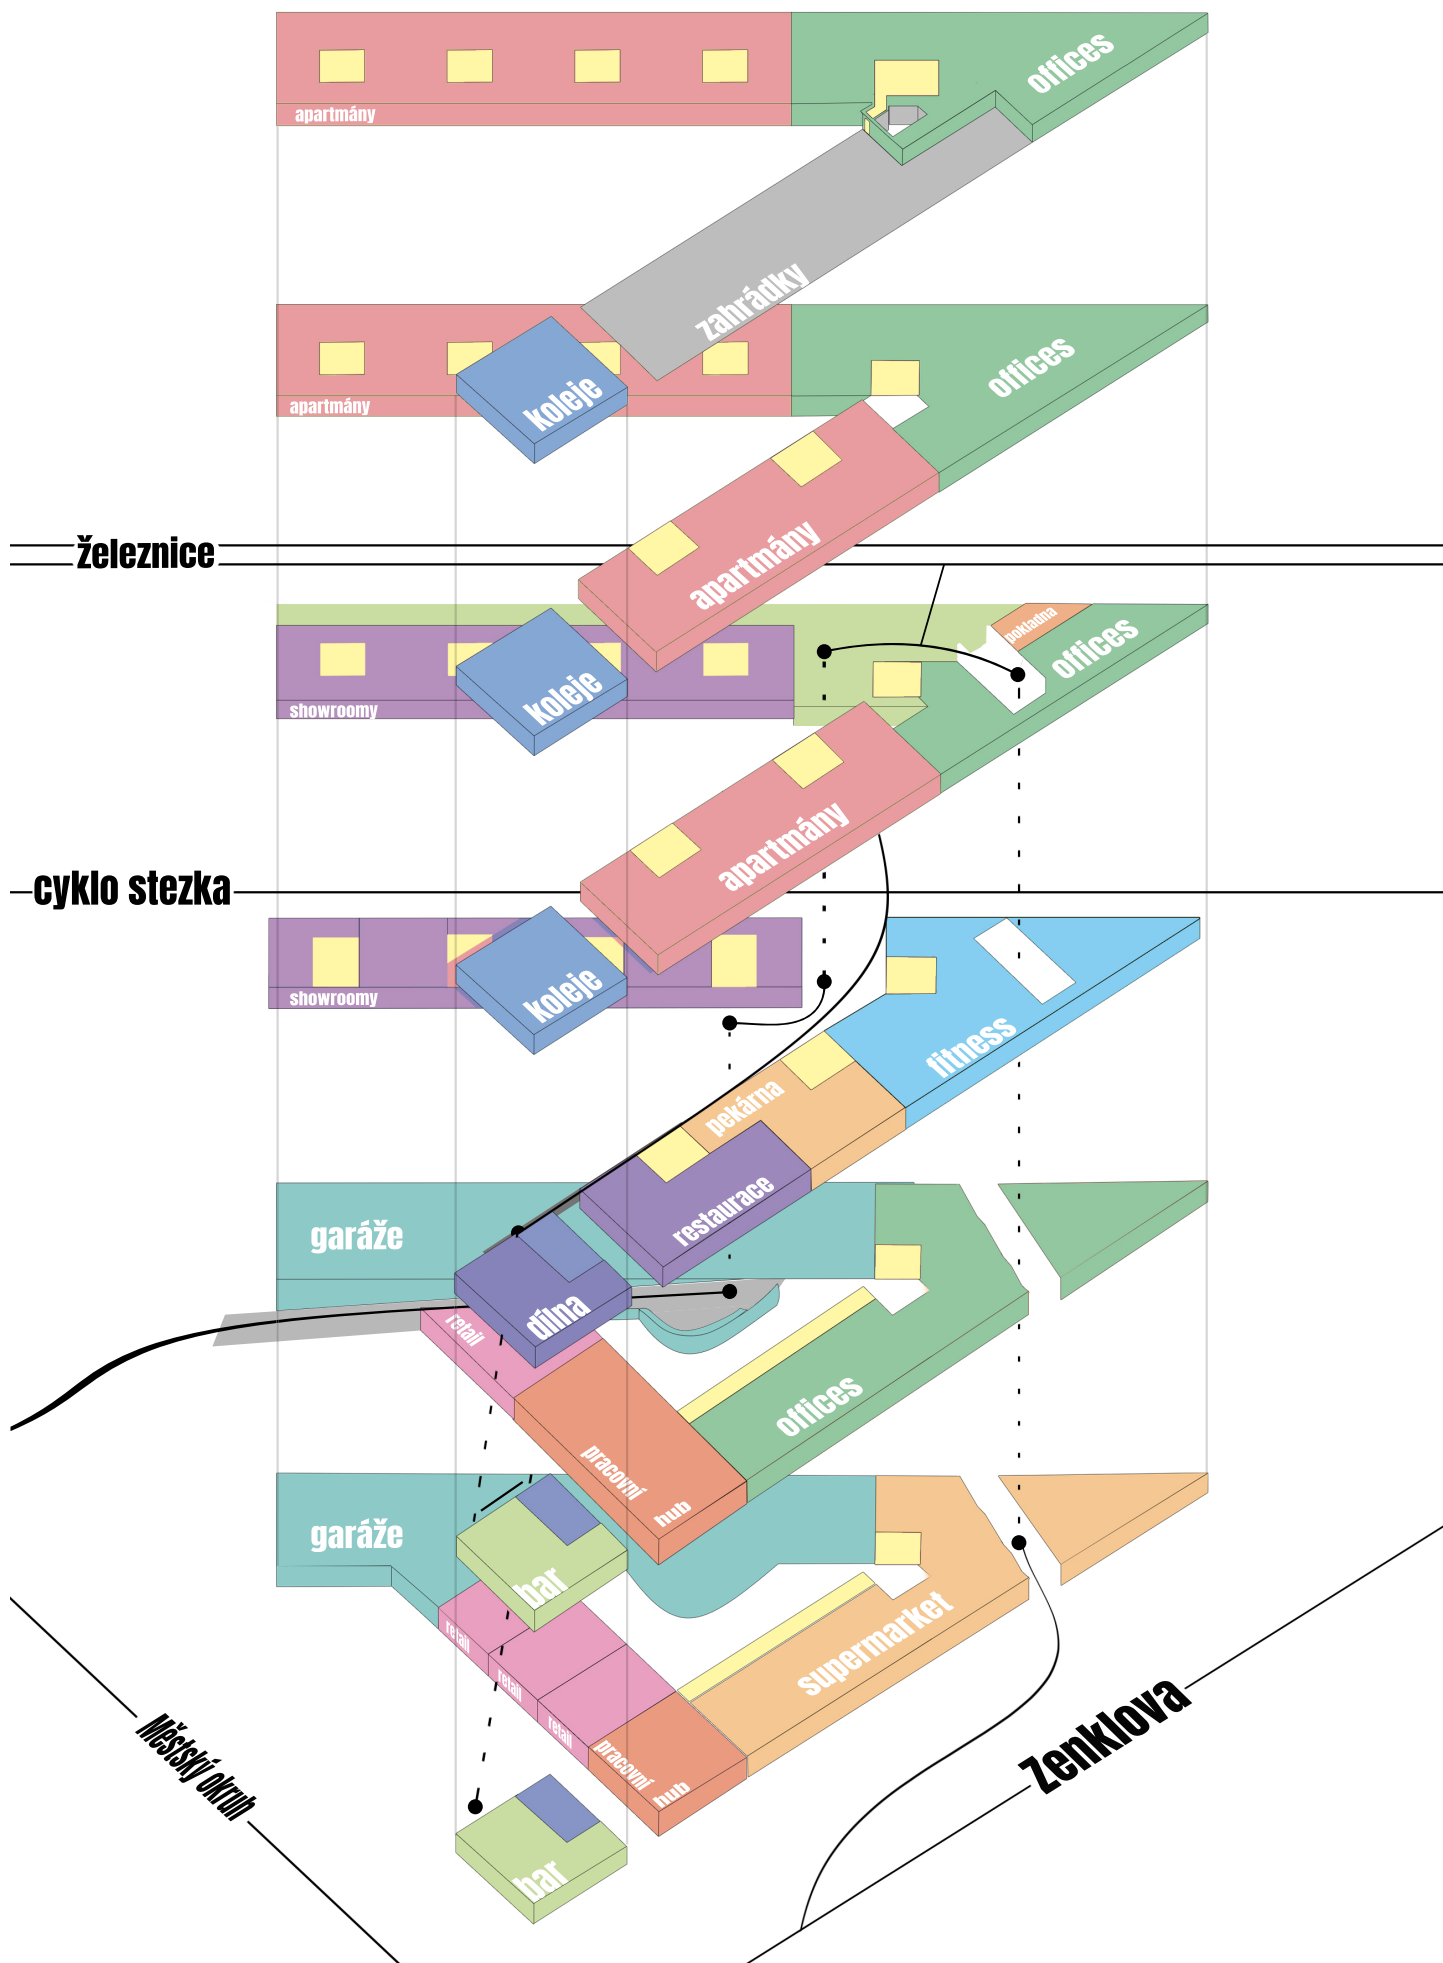 offices
apartmány
zahrádky
offices
koleje
apartmány
železnice
apartmány
pokladna
offices
koleje
showroomy
apartmány
cyklo stezka
koleje
showroomy
fitness
pekárna
restaurace
garáže
dílna
retail
offices
pracovní
hub
garáže
bar
retail
retail
retail
supermarket
pracovní
hub
Zenklova
Městský okruh
bar